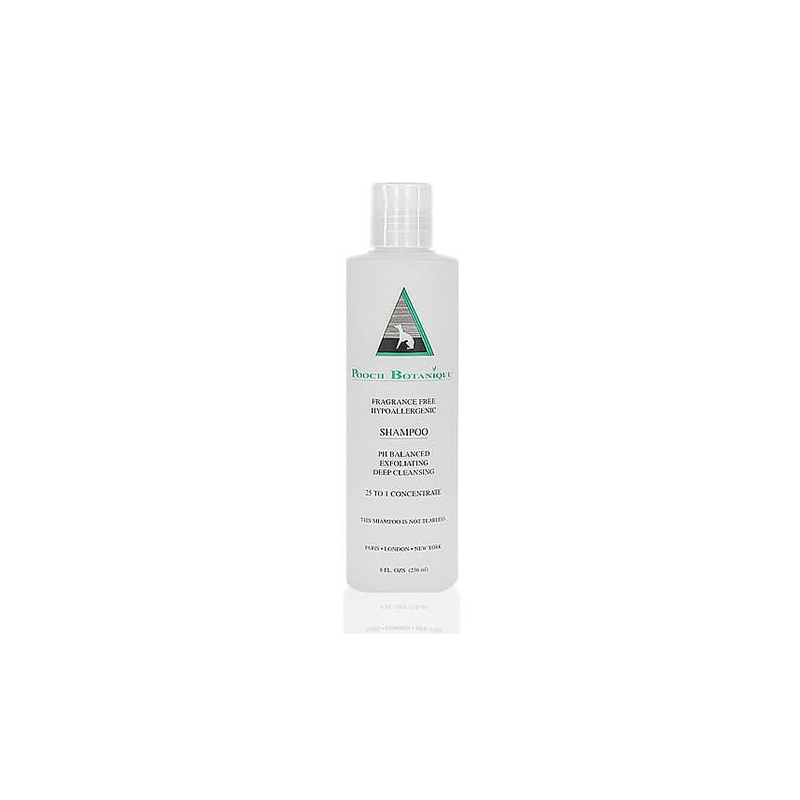 POOCH BOTANIQUE
FRAGRANCE FREE
HYPOALLERGENIC
SHAMPOO
PH BALANCED
EXFOLIATING
DEEP CLEANSING
25 TO 1 CONCENTRATE
THIS SHAMPOO IS NOT TEARLESS
PARIS • LONDON • NEW YORK
8 FL. OZS (236 ml)